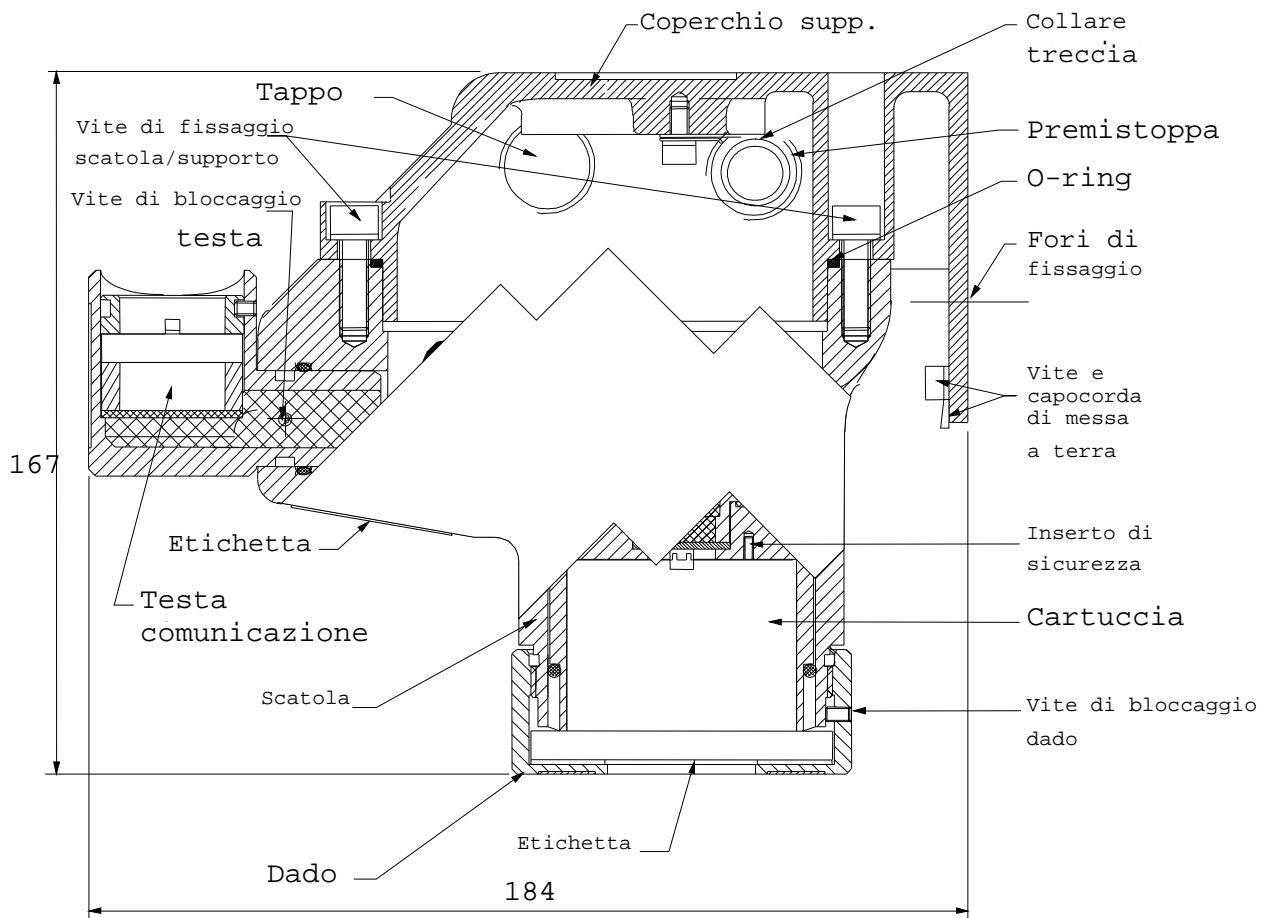 Coperchio supp.
Collare
treccia
Tappo
Vite di fissaggio
scatola/supporto
Premistoppa
Vite di bloccaggio
testa
O-ring
Fori di
fissaggio
Vite e
capocorda
di messa
a terra
167
Etichetta
Inserto di
sicurezza
Testa
comunicazione
Cartuccia
Scatola
Vite di bloccaggio
dado
Etichetta
Dado
184